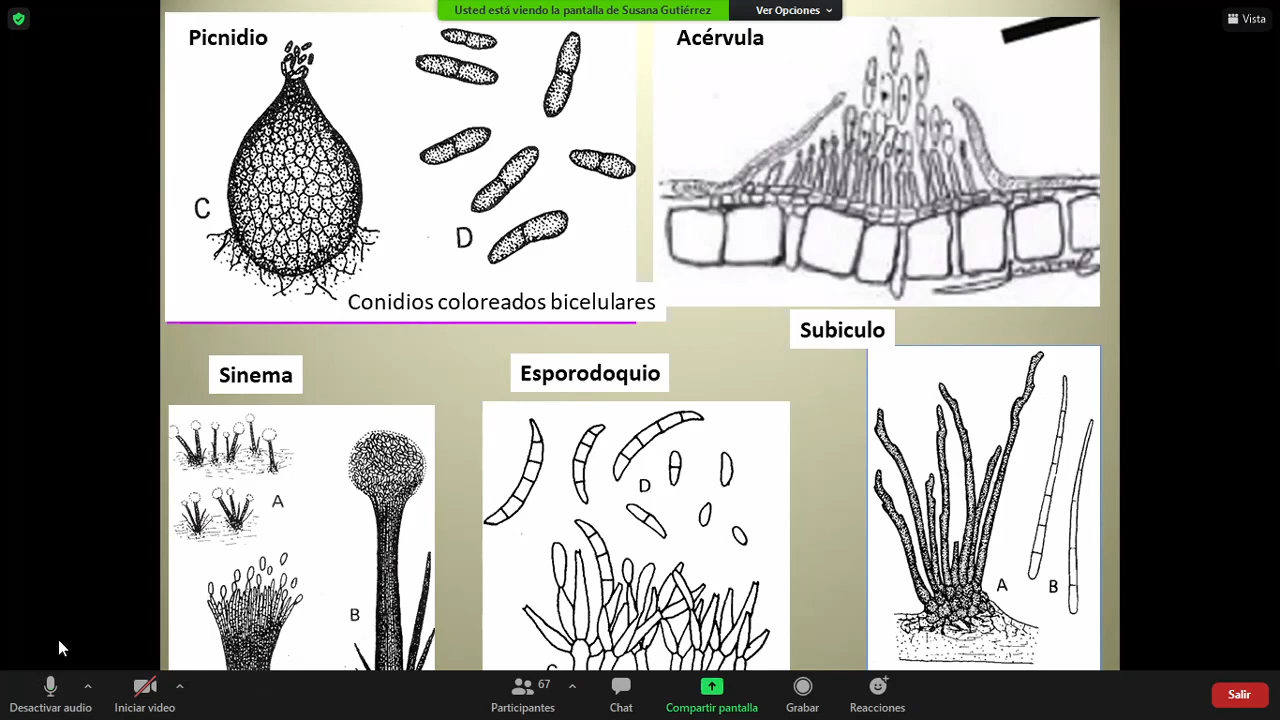 Usted está viendo la pantalla de Susana Gutiérrez
Ver Opciones
Vista
Picnidio
Acérvula
C
D
Conidios coloreados bicelulares
Subiculo
Sinema
Esporodoquio
A
B
D
A
B
Desactivar audio
Iniciar video
67
Participantes
Chat
Compartir pantalla
Grabar
Reacciones
Salir